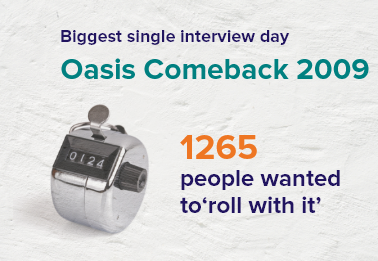 Biggest single interview day
Oasis Comeback 2009
0124
1265
people wanted
to‘roll with it’